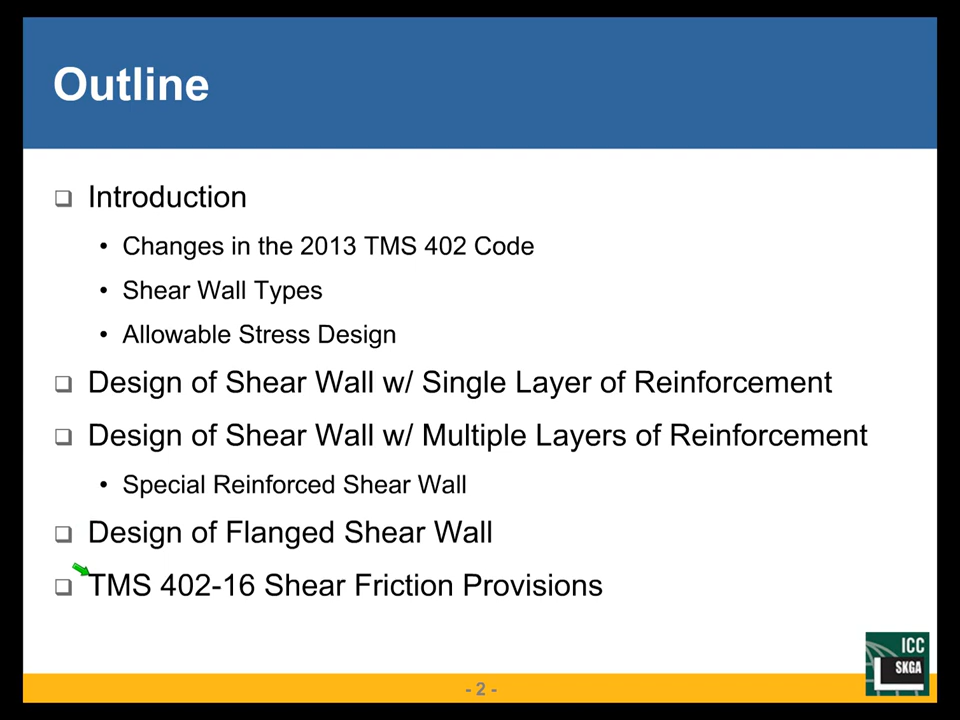 Outline
❑ Introduction
• Changes in the 2013 TMS 402 Code
• Shear Wall Types
• Allowable Stress Design
❑ Design of Shear Wall w/ Single Layer of Reinforcement
❑ Design of Shear Wall w/ Multiple Layers of Reinforcement
• Special Reinforced Shear Wall
❑ Design of Flanged Shear Wall
❑ TMS 402-16 Shear Friction Provisions
ICC
SKGA
- 2 -